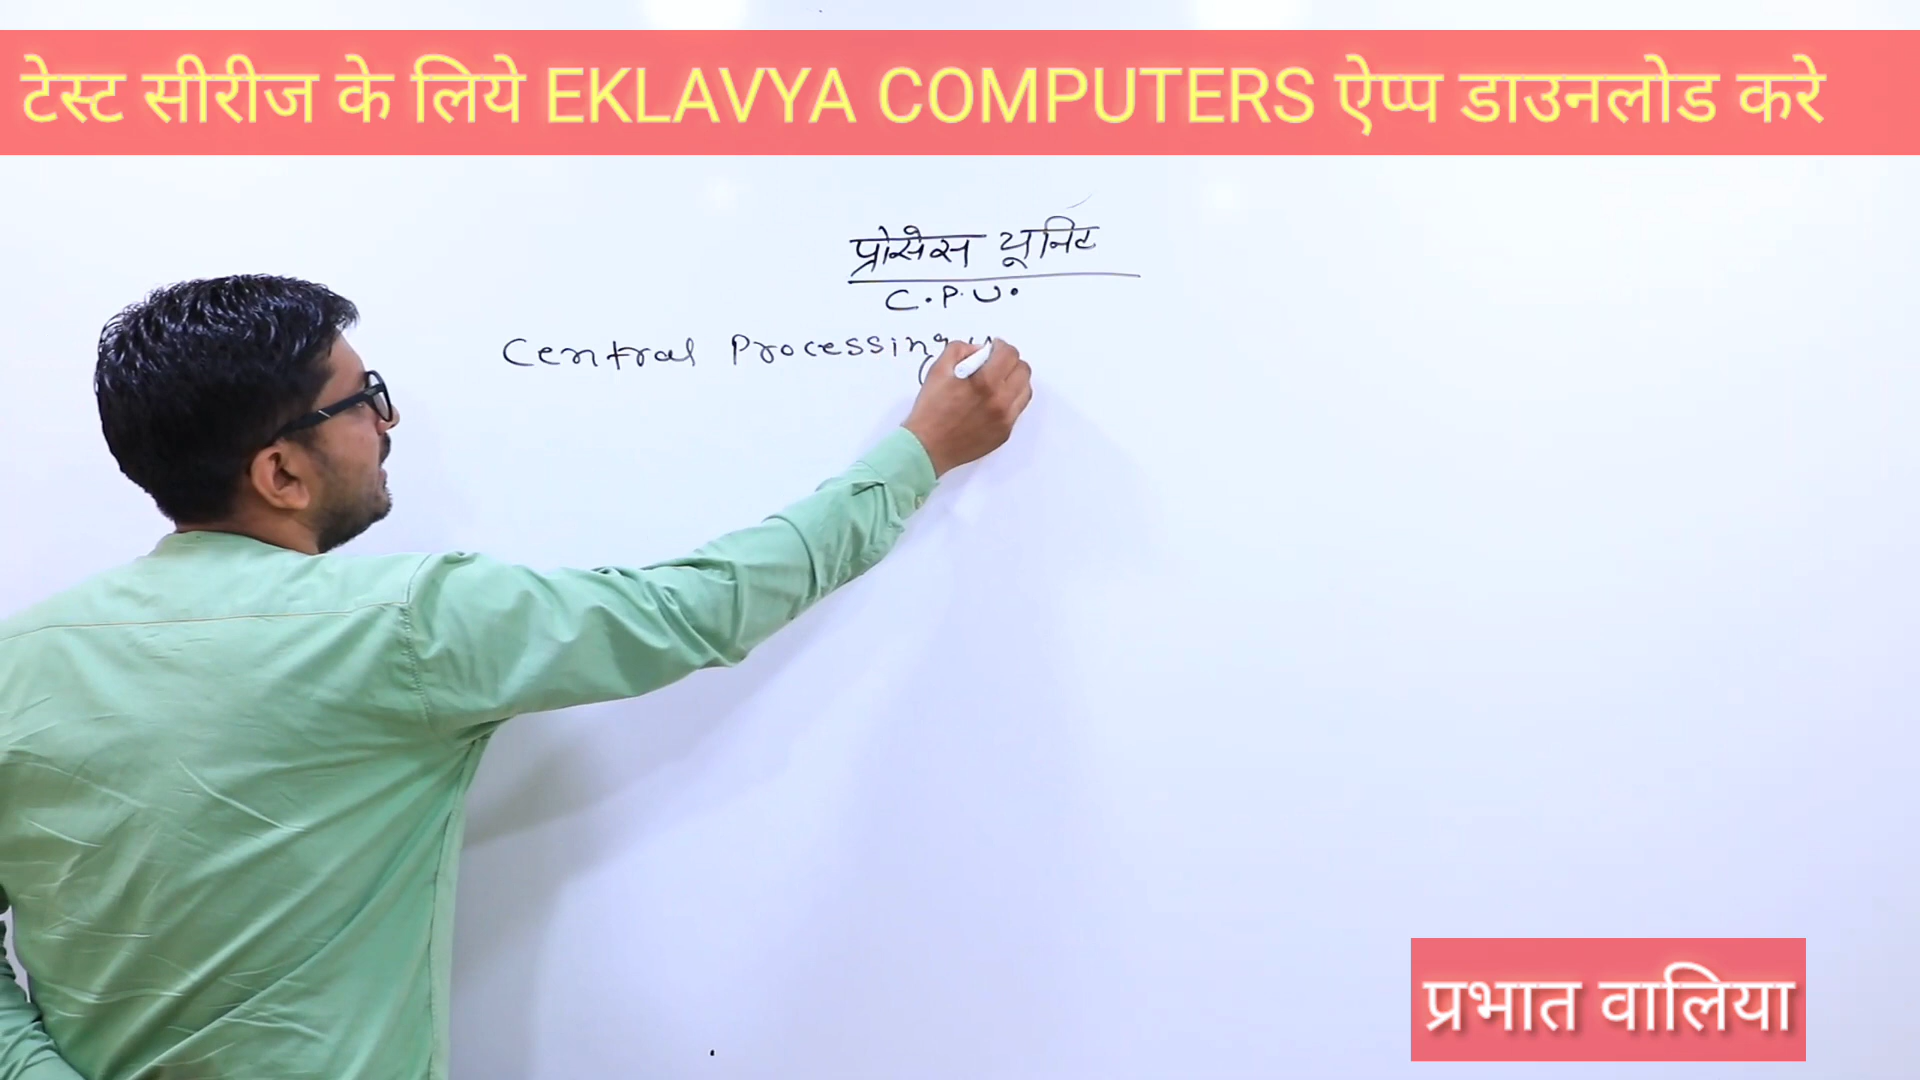 टेस्ट सीरीज के लिये EKLAVYA COMPUTERS ऐप्प डाउनलोड करे
प्रोसेस यूनिट
C.P.U.
Central Processing
प्रभात वालिया